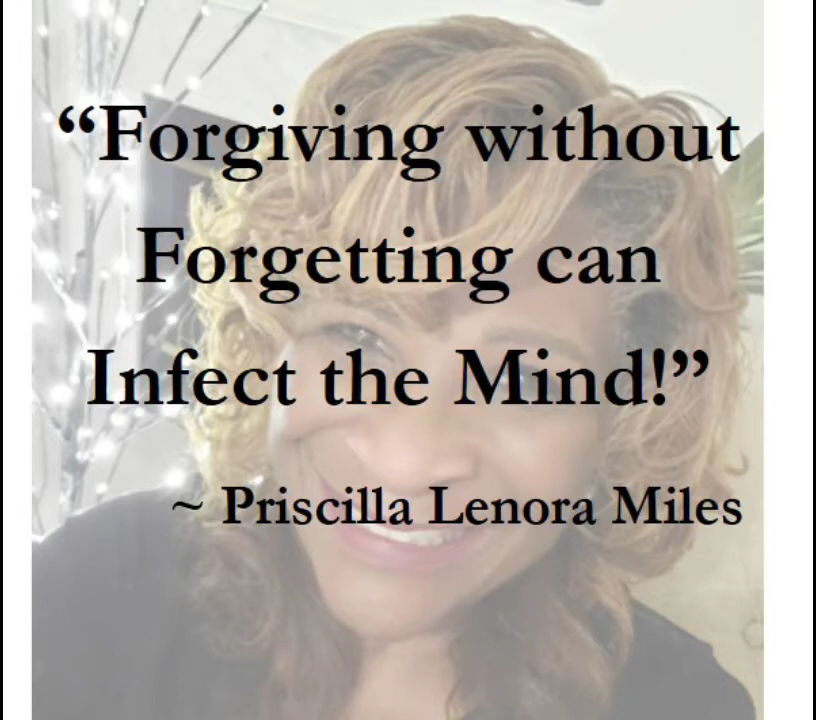 “Forgiving without
Forgetting can
Infect the Mind!”
~ Priscilla Lenora Miles